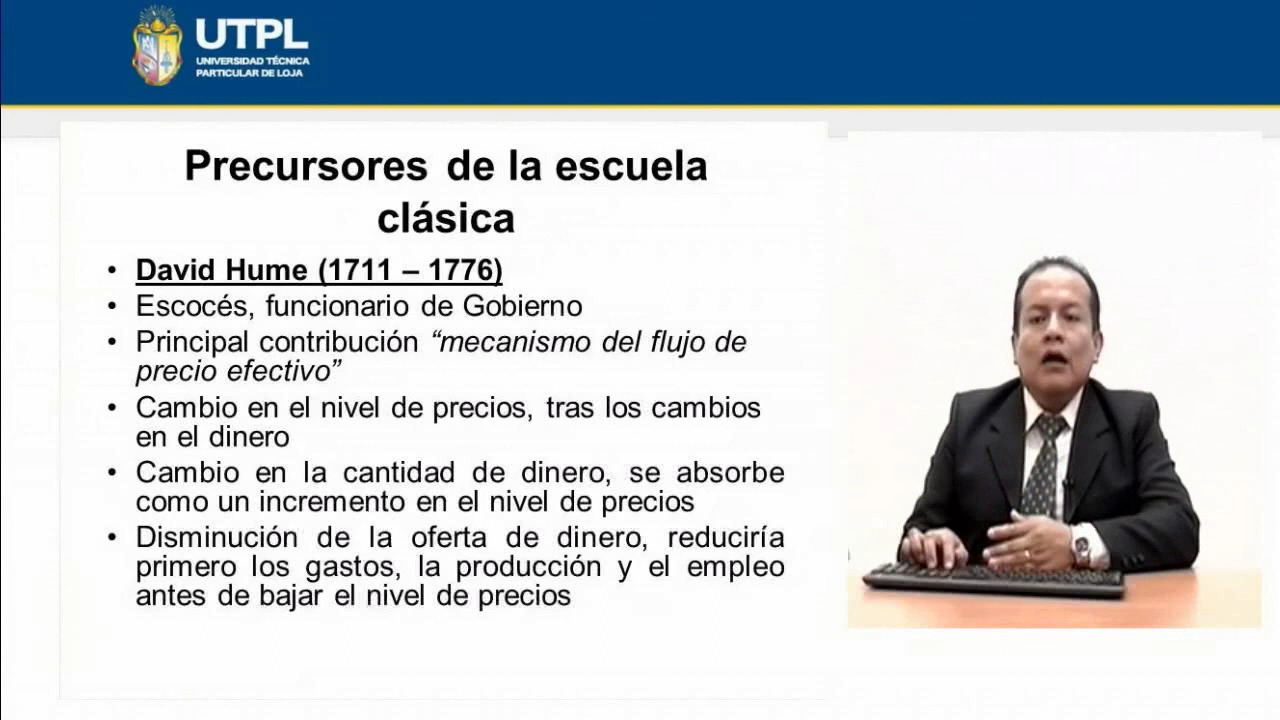 UTPL
UNIVERSIDAD TÉCNICA
PARTICULAR DE LOJA
Precursores de la escuela
clásica
• David Hume (1711 – 1776)
• Escocés, funcionario de Gobierno
• Principal contribución “mecanismo del flujo de
precio efectivo”
• Cambio en el nivel de precios, tras los cambios
en el dinero
• Cambio en la cantidad de dinero, se absorbe
como un incremento en el nivel de precios
• Disminución de la oferta de dinero, reduciría
primero los gastos, la producción y el empleo
antes de bajar el nivel de precios